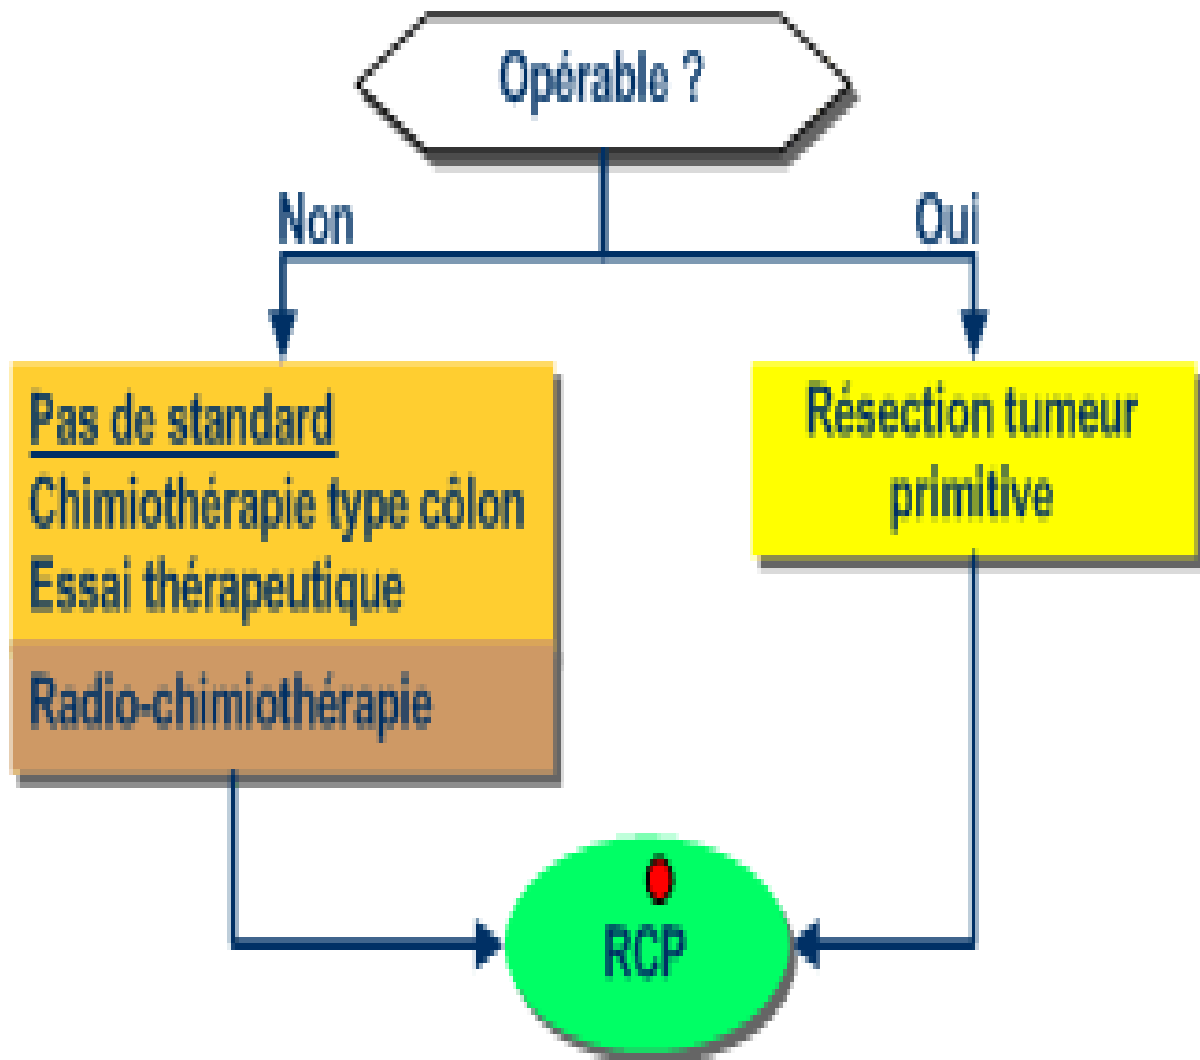 Opérable ?
Non
Oui
Pas de standard
Chimiothérapie type côlon
Essai thérapeutique
Radio-chimiothérapie
Résection tumeur
primitive
RCP